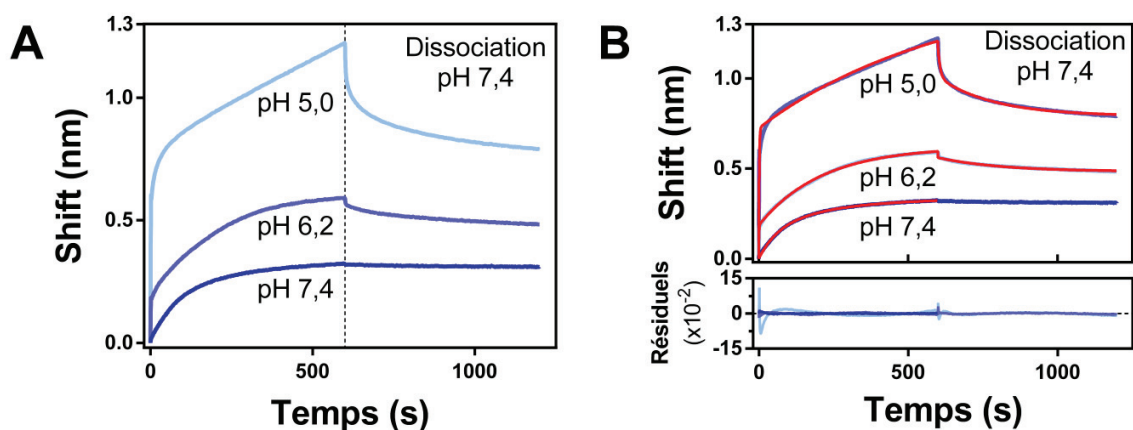 A
Shift (nm)
1.3
1.0
0.5
0.0
Dissociation
pH 7,4
pH 5,0
pH 6,2
pH 7,4
0
500
1000
Temps (s)
B
Shift (nm)
1.3
1.0
0.5
0.0
Dissociation
pH 7,4
pH 5,0
pH 6,2
pH 7,4
Résiduels
(x10-2)
15
0
-15
0
500
1000
Temps (s)